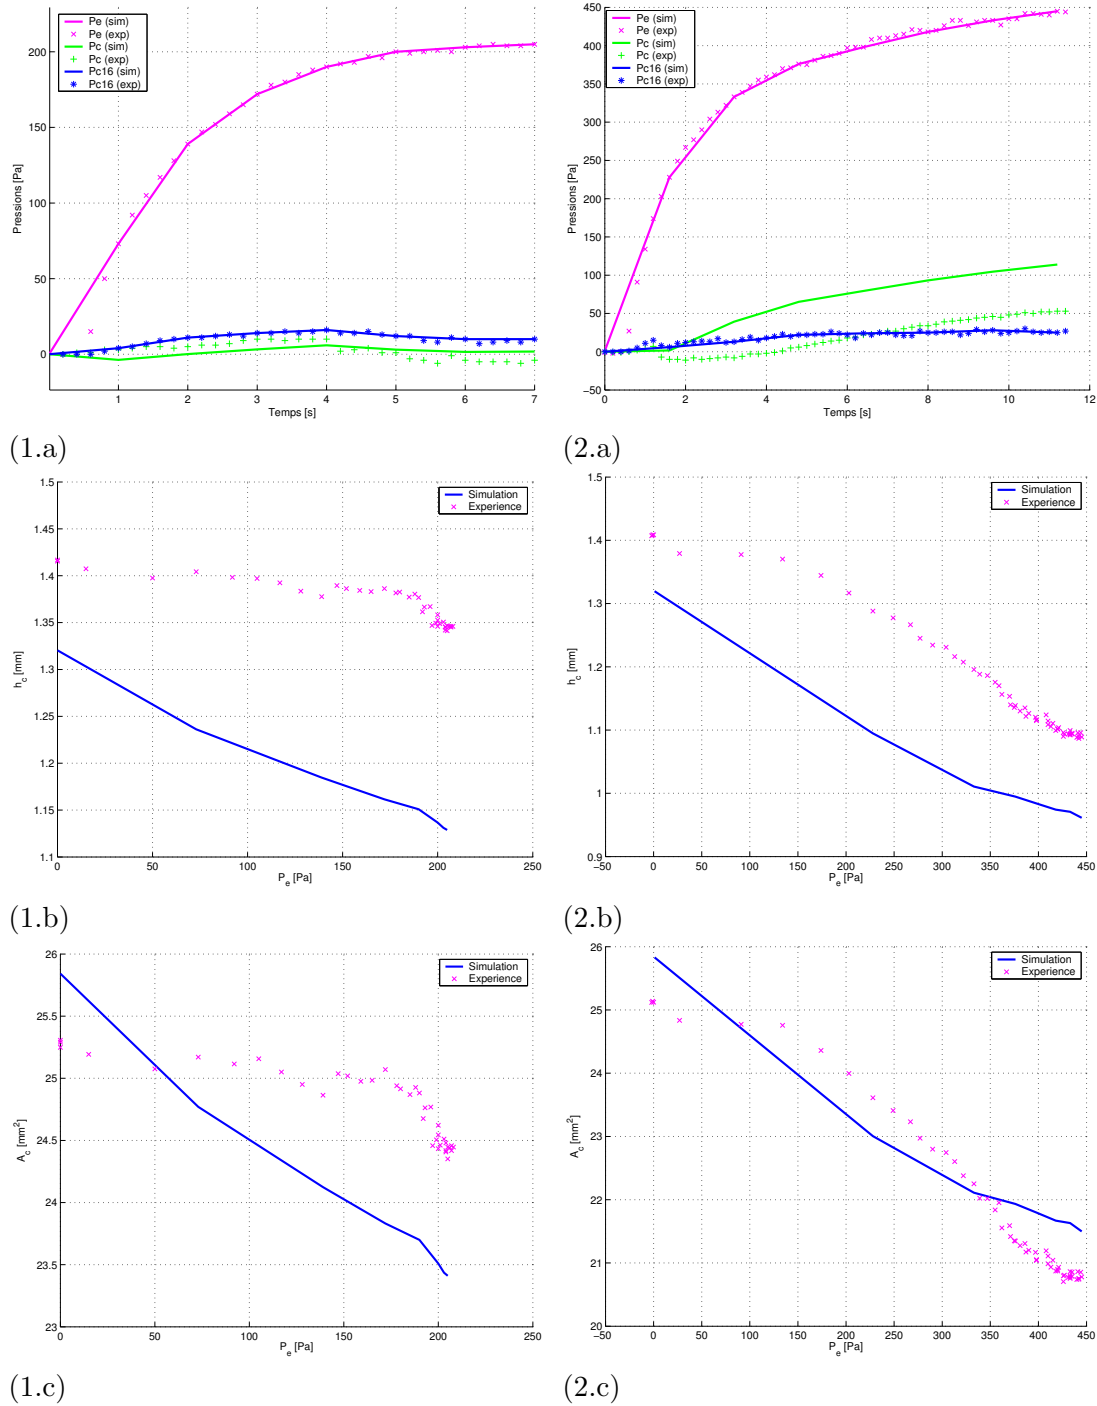 Pe (sim)
Pe (exp)
Pc (sim)
Pc (exp)
Pc16 (sim)
Pc16 (exp)
200
150
100
50
0
Pressions [Pa]
1 2 3 4 5 6 7
Temps [s]
(1.a)
Pe (sim)
Pe (exp)
Pc (sim)
Pc (exp)
Pc16 (sim)
Pc16 (exp)
450
400
350
300
250
200
150
100
50
0
−50
Pressions [Pa]
0 2 4 6 8 10 12
Temps [s]
(2.a)
Simulation
Experience
1.5
1.45
1.4
1.35
1.3
1.25
1.2
1.15
1.1
h_c [mm]
0 50 100 150 200 250
P_e [Pa]
(1.b)
Simulation
Experience
1.5
1.4
1.3
1.2
1.1
1
0.9
h_c [mm]
−50 0 50 100 150 200 250 300 350 400 450
P_e [Pa]
(2.b)
Simulation
Experience
26
25.5
25
24.5
24
23.5
23
A_c [mm²]
0 50 100 150 200 250
P_e [Pa]
(1.c)
Simulation
Experience
26
25
24
23
22
21
20
A_c [mm²]
−50 0 50 100 150 200 250 300 350 400 450
P_e [Pa]
(2.c)